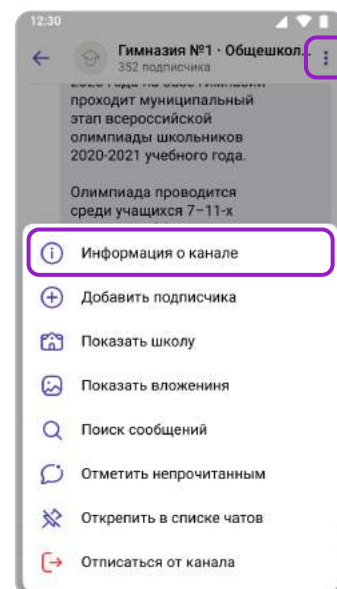 12:30
Гимназия №1 · Общешкол...
352 подписчика
2020 года на базе гимназии
проходит муниципальный
этап всероссийской
олимпиады школьников
2020-2021 учебного года.
Олимпиада проводится
среди учащихся 7–11-х
Информация о канале
Добавить подписчика
Показать школу
Показать вложенния
Поиск сообщений
Отметить непрочитанным
Открепить в списке чатов
Отписаться от канала